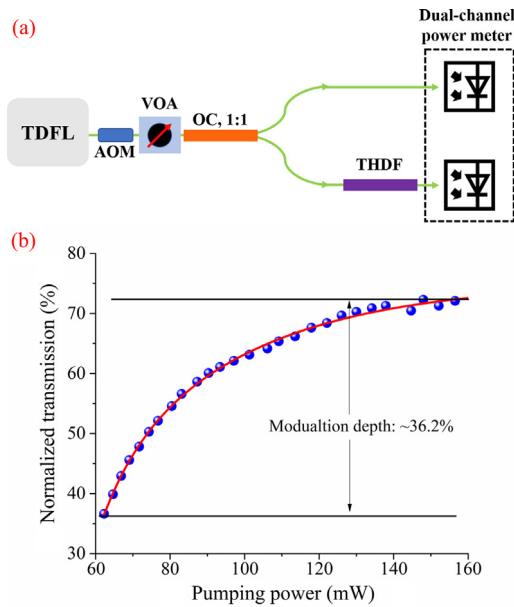 (a)
Dual-channel
power meter
VOA
OC, 1:1
TDFL
AOM
THDF
(b)
80
70
60
50
40
30
Normalized transmission (%)
Modualtion depth: ~36.2%
60 80 100 120 140 160
Pumping power (mW)